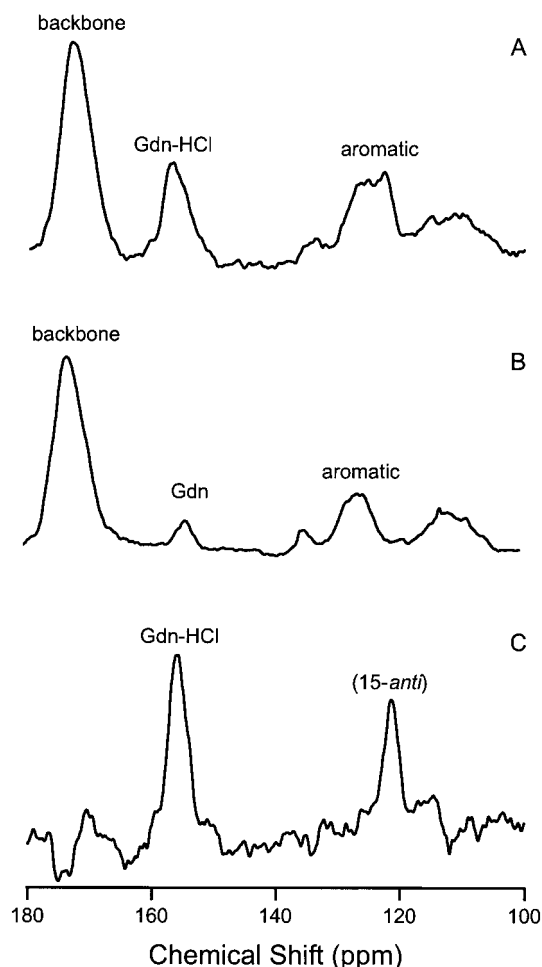 backbone
A
Gdn-HCl
aromatic
backbone
B
Gdn
aromatic
Gdn-HCl
C
(15-anti)
180 160 140 120 100
Chemical Shift (ppm)